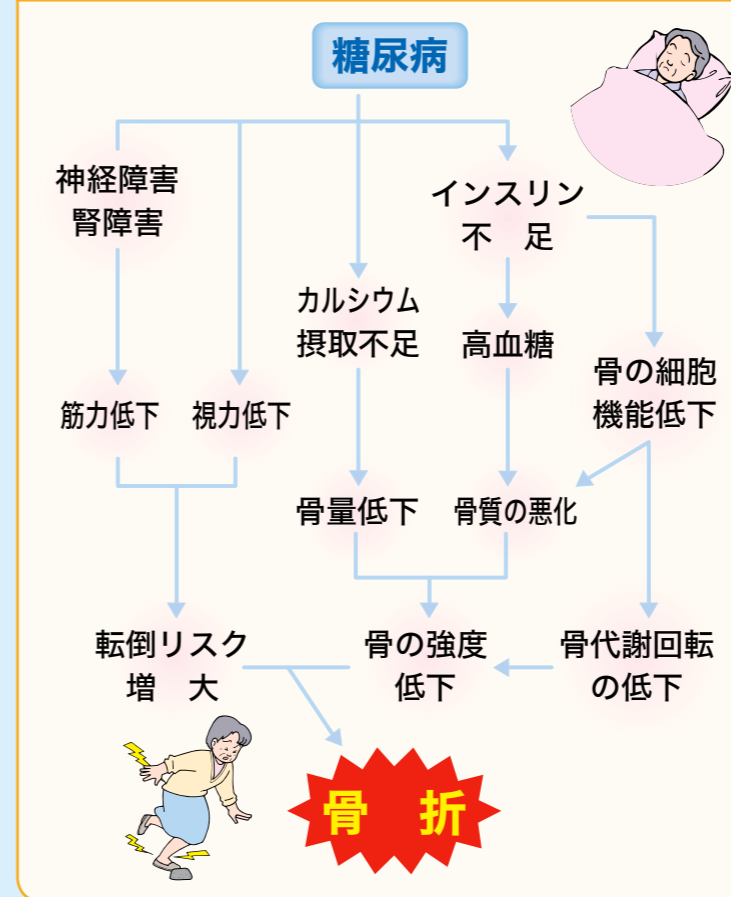 糖尿病
神経障害
腎障害
インスリン
不　足
カルシウム
摂取不足
高血糖
骨の細胞
機能低下
筋力低下
視力低下
骨量低下
骨質の悪化
転倒リスク
増　大
骨の強度
低下
骨代謝回転
の低下
骨　折